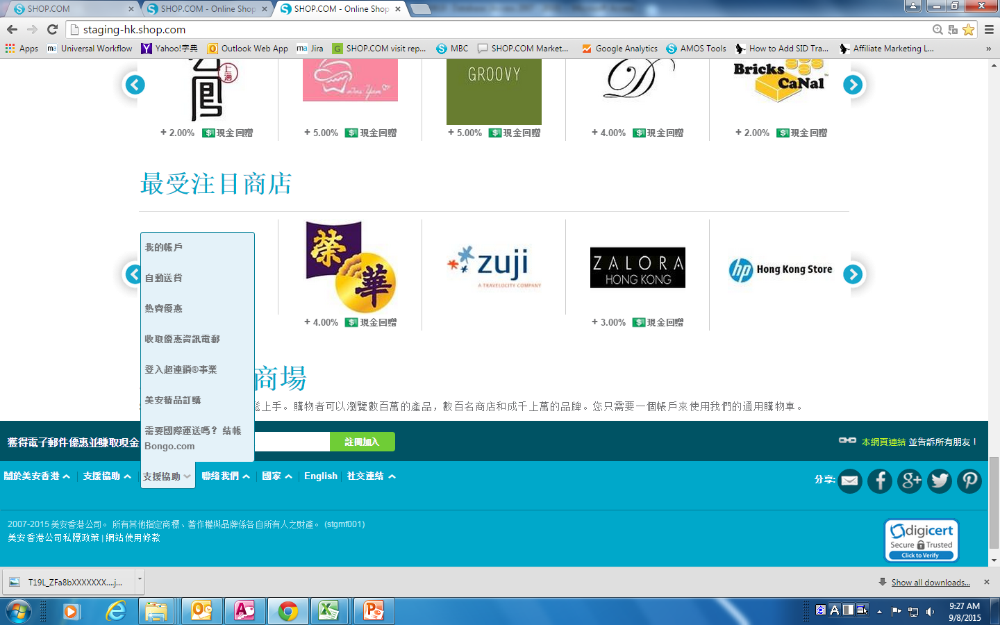 SHOP.COM
SHOP.COM - Online Shop
SHOP.COM - Online Shop
staging-hk.shop.com
Apps
ma Universal Workflow
Yahoo!字典
Outlook Web App
ma Jira
SHOP.COM visit rep...
MBC
SHOP.COM Market...
Google Analytics
AMOS Tools
How to Add SID Tra...
Affiliate Marketing L...
»
上海
GROOVY
D
Bricks CaNal
+ 2.00% 現金回贈
+ 5.00% 現金回贈
+ 5.00% 現金回贈
+ 4.00% 現金回贈
+ 2.00% 現金回贈
最受注目商店
榮華
zuji
A TRAVELOCITY COMPANY
ZALORA
HONG KONG
hp Hong Kong Store
+ 4.00% 現金回贈
+ 3.00% 現金回贈
我的帳戶
自動送貨
熱賣優惠
收取優惠資訊電郵
登入超連鎖®事業
美安精品訂購
需要國際運送嗎? 结帳
Bongo.com
商場
鬆上手。購物者可以瀏覽數百萬的產品，數百名商店和成千上萬的品牌。您只需要一個帳戶來使用我們的通用購物車。
獲得電子郵件優惠並賺取現金
註冊加入
本網頁連結 並告訴所有朋友！
關於美安香港
支援協助
支援協助
聯絡我們
國家
English
社交連結
分享:
2007-2015 美安香港公司。 所有其他指定商標、著作權與品牌係各自所有人之財產。 (stgmf001)
美安香港公司私隱政策 | 網站使用條款
digicert
Secure Trusted
Click to Verify
T19L_ZFa8bXXXXXXX....j...
Show all downloads...
9:27 AM
9/8/2015